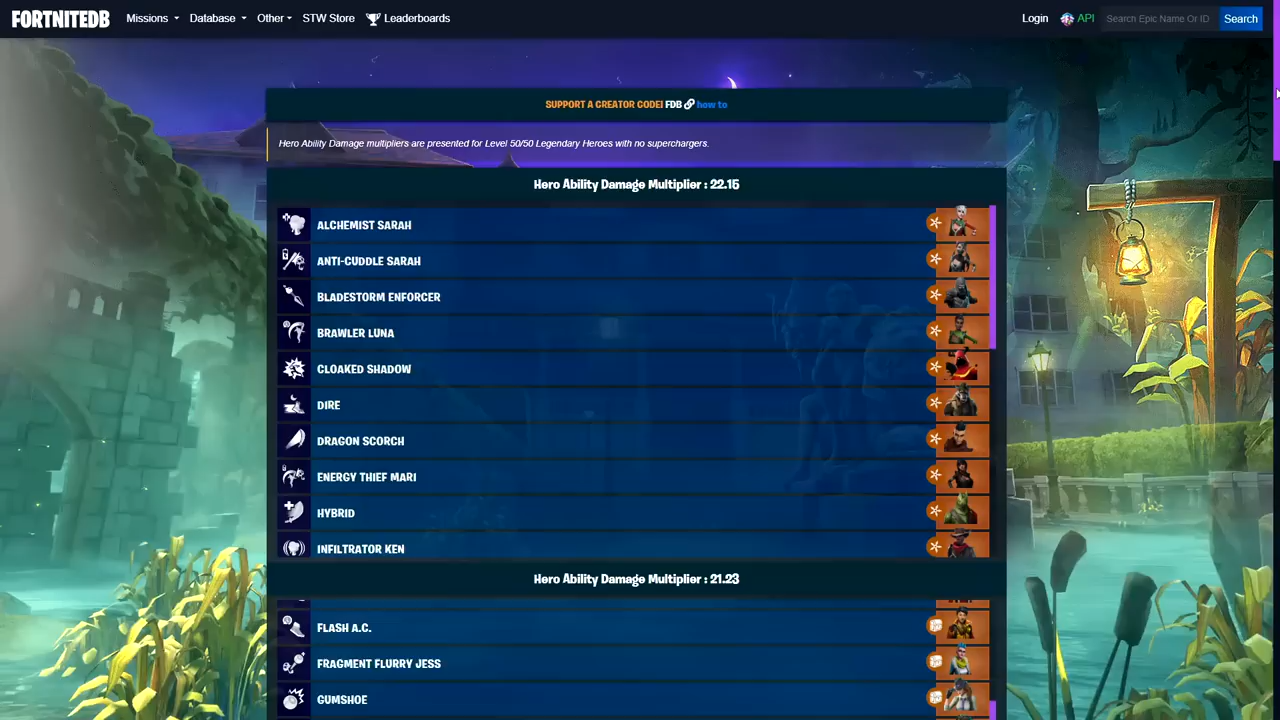 FORTNITEDB Missions Database Other STW Store Leaderboards Login API Search Epic Name Or ID Search
SUPPORT A CREATOR CODE! FDB how to
Hero Ability Damage multipliers are presented for Level 50/50 Legendary Heroes with no superchargers.
Hero Ability Damage Multiplier : 22.15
ALCHEMIST SARAH
ANTI-CUDDLE SARAH
BLADESTORM ENFORCER
BRAWLER LUNA
CLOAKED SHADOW
DIRE
DRAGON SCORCH
ENERGY THIEF MARI
HYBRID
INFILTRATOR KEN
Hero Ability Damage Multiplier : 21.23
FLASH A.C.
FRAGMENT FLURRY JESS
GUMSHOE